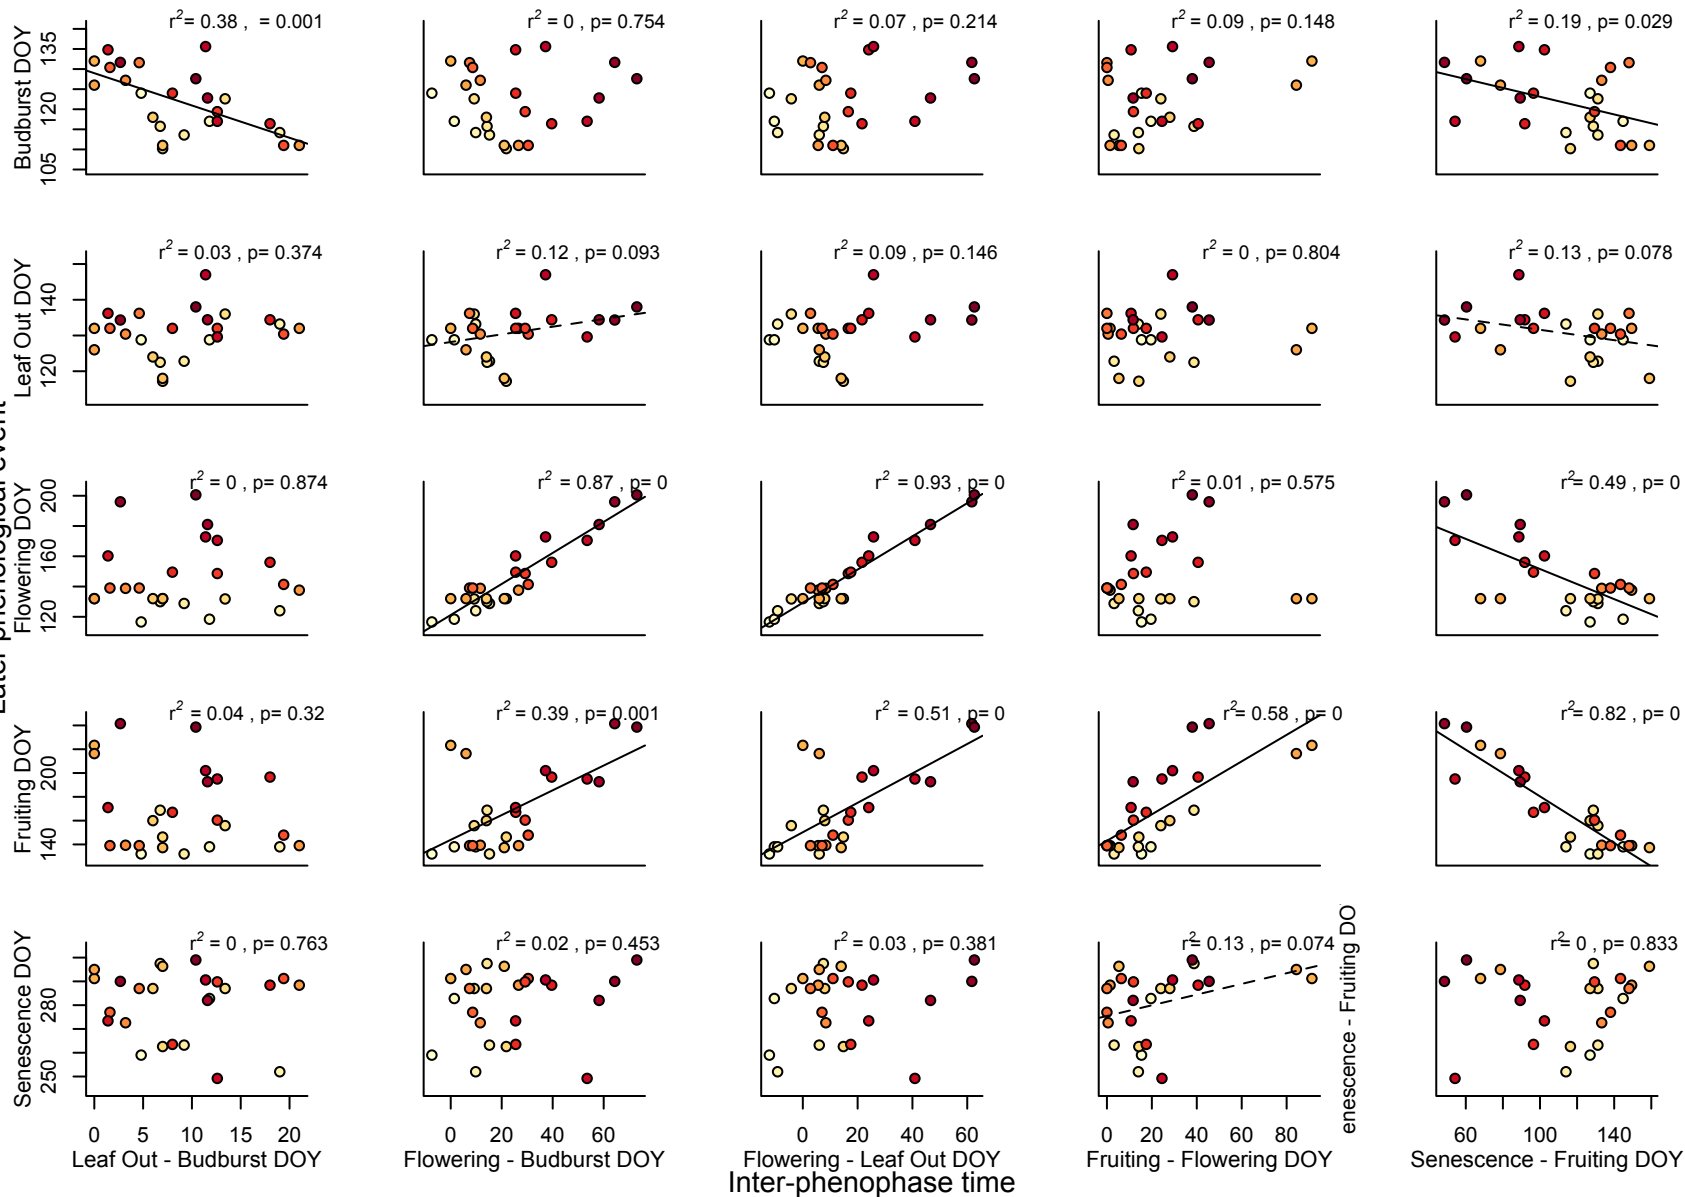 r2 = 0.38 , = 0.001
r2 = 0 , p= 0.754
r2 = 0.07 , p= 0.214
r2 = 0.09 , p= 0.148
r2 = 0.19 , p= 0.029
Budburst DOY
105 120 135
r2 = 0.03 , p= 0.374
r2 = 0.12 , p= 0.093
r2 = 0.09 , p= 0.146
r2 = 0 , p= 0.804
r2 = 0.13 , p= 0.078
Leaf Out DOY
120 140
phenological event
r2 = 0 , p= 0.874
r2 = 0.87 , p= 0
r2 = 0.93 , p= 0
r2 = 0.01 , p= 0.575
r2= 0.49 , p= 0
Flowering DOY
120 160 200
r2 = 0.04 , p= 0.32
r2 = 0.39 , p= 0.001
r2 = 0.51 , p= 0
r2= 0.58 , p= 0
r2= 0.82 , p= 0
Fruiting DOY
140 200
r2 = 0 , p= 0.763
r2 = 0.02 , p= 0.453
r2 = 0.03 , p= 0.381
r2= 0.13 , p= 0.074
r2= 0 , p= 0.833
Senescence DOY
250 280
enescence - Fruiting DO
0 5 10 15 20
0 20 40 60
0 20 40 60
0 20 40 60 80
60 100 140
Leaf Out - Budburst DOY
Flowering - Budburst DOY
Flowering - Leaf Out DOY
Fruiting - Flowering DOY
Senescence - Fruiting DOY
Inter-phenophase time